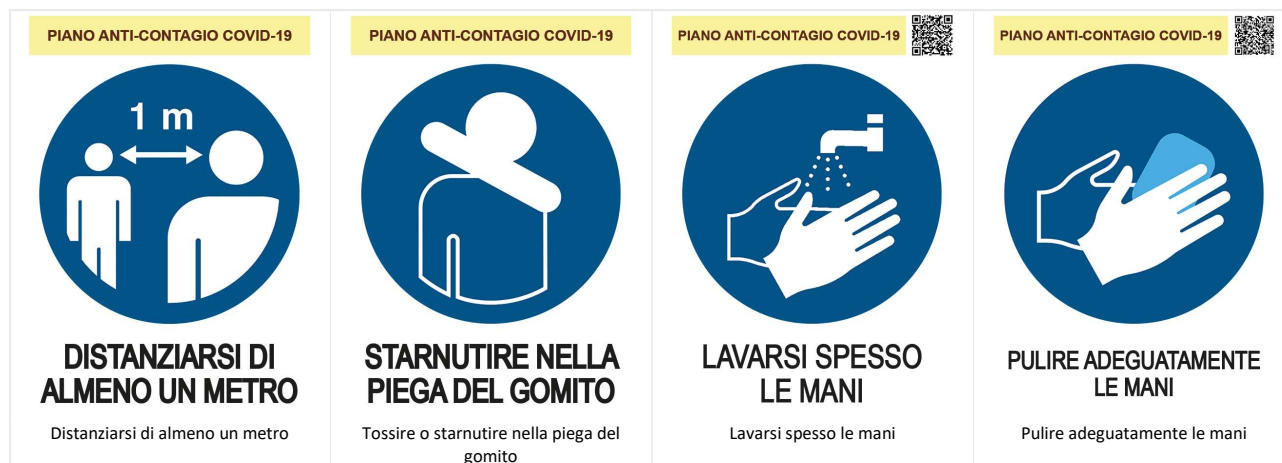 PIANO ANTI-CONTAGIO COVID-19
1 m
DISTANZIARSI DI
ALMENO UN METRO
Distanziarsi di almeno un metro
PIANO ANTI-CONTAGIO COVID-19
STARNUTIRE NELLA
PIEGA DEL GOMITO
Tossire o starnutire nella piega del
gomito
PIANO ANTI-CONTAGIO COVID-19
LAVARSI SPESSO
LE MANI
Lavarsi spesso le mani
PIANO ANTI-CONTAGIO COVID-19
PULIRE ADEGUATAMENTE
LE MANI
Pulire adeguatamente le mani